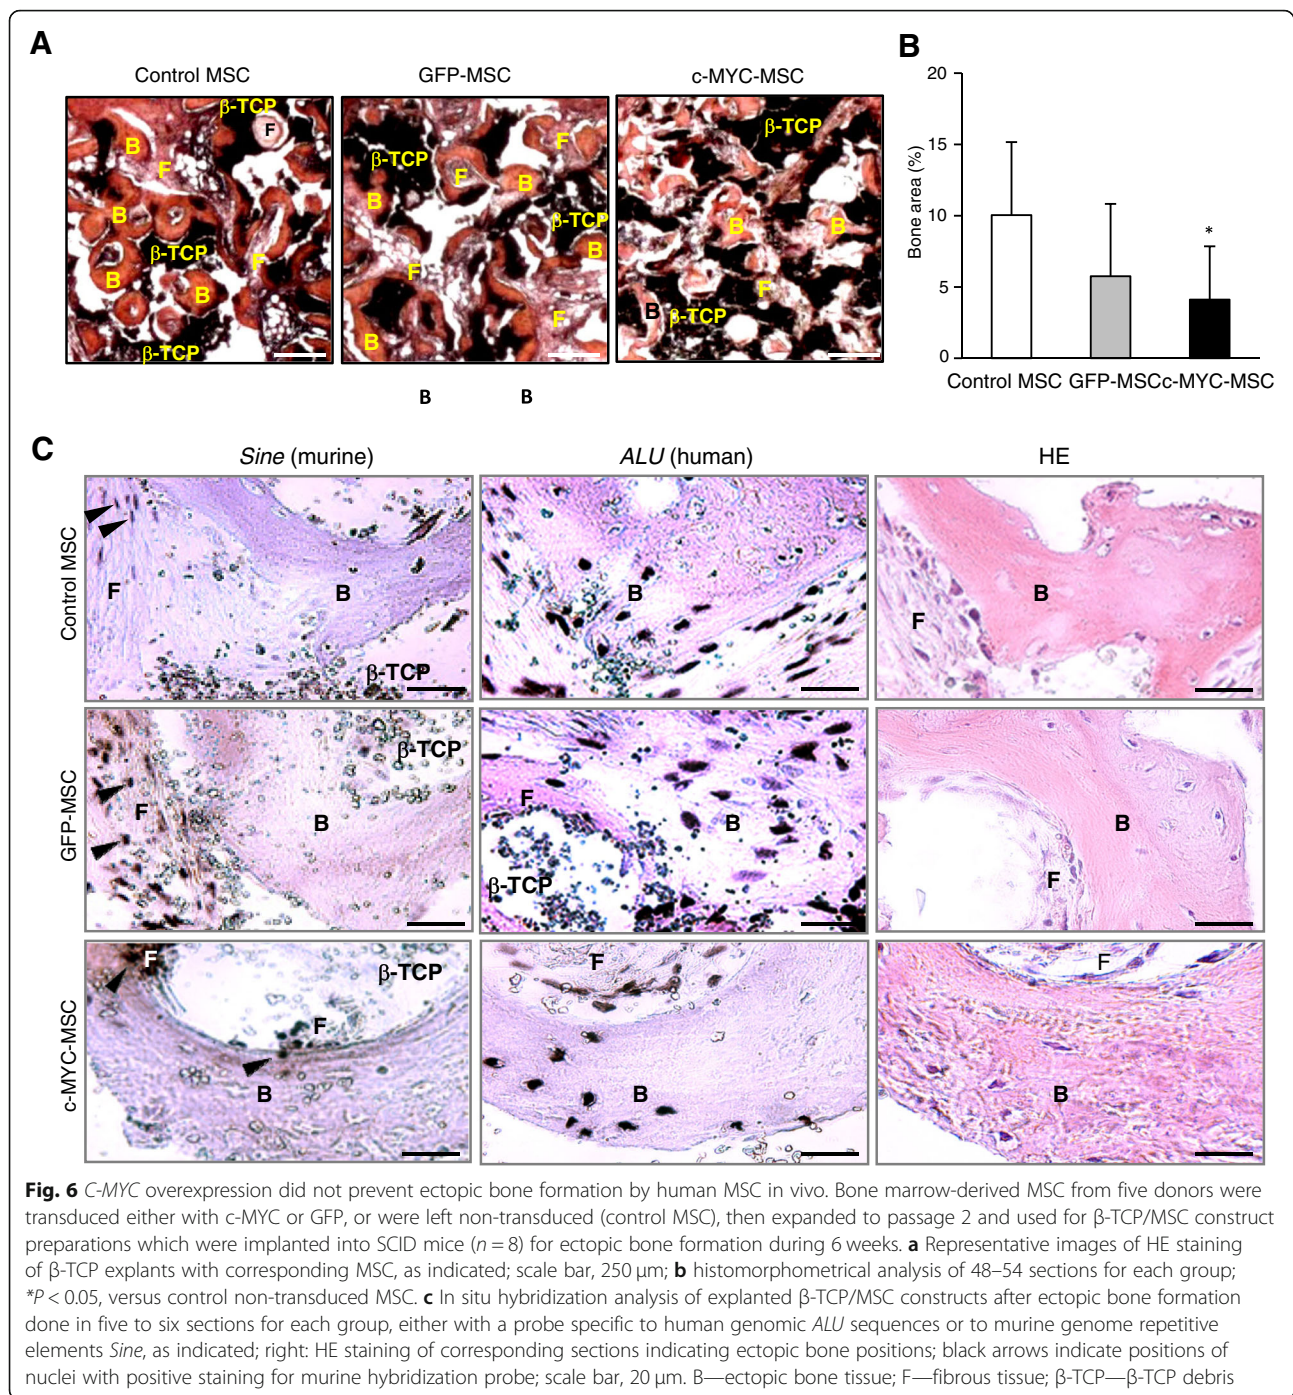 A
Control MSC
GFP-MSC
c-MYC-MSC
β-TCP
F
B
F
B
β-TCP
B
F
B
β-TCP
β-TCP
F
B
F
B
B
β-TCP
F
B
F
B
β-TCP
B
B
F
B
β-TCP
B B
B
Bone area (%)
20
15
10
5
0
*
Control MSC GFP-MSC c-MYC-MSC
C
Sine (murine)
ALU (human)
HE
Control MSC
F
B
β-TCP
B
B
F
GFP-MSC
β-TCP
F
B
F
B
β-TCP
B
F
c-MYC-MSC
F
β-TCP
F
B
F
B
F
B
Fig. 6 C-MYC overexpression did not prevent ectopic bone formation by human MSC in vivo. Bone marrow-derived MSC from five donors were
transduced either with c-MYC or GFP, or were left non-transduced (control MSC), then expanded to passage 2 and used for β-TCP/MSC construct
preparations which were implanted into SCID mice (n = 8) for ectopic bone formation during 6 weeks. a Representative images of HE staining
of β-TCP explants with corresponding MSC, as indicated; scale bar, 250 μm; b histomorphometrical analysis of 48–54 sections for each group;
*P < 0.05, versus control non-transduced MSC. c In situ hybridization analysis of explanted β-TCP/MSC constructs after ectopic bone formation
done in five to six sections for each group, either with a probe specific to human genomic ALU sequences or to murine genome repetitive
elements Sine, as indicated; right: HE staining of corresponding sections indicating ectopic bone positions; black arrows indicate positions of
nuclei with positive staining for murine hybridization probe; scale bar, 20 μm. B—ectopic bone tissue; F—fibrous tissue; β-TCP—β-TCP debris